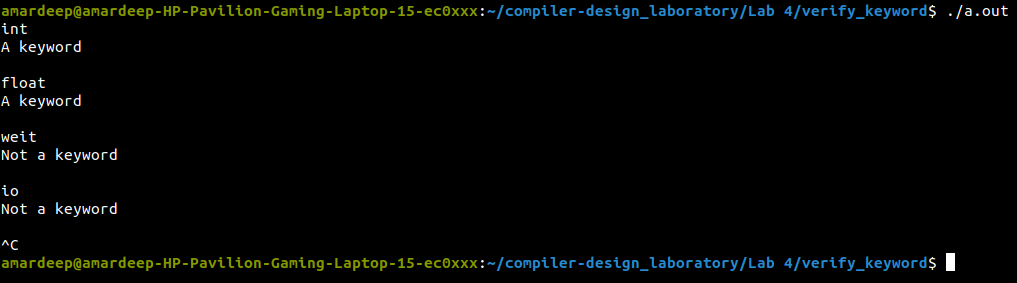 amardeep@amardeep-HP-Pavilion-Gaming-Laptop-15-ec0xxx:~/compiler-design_laboratory/Lab 4/verify_keyword$ ./a.out
int
A keyword
float
A keyword
weit
Not a keyword
io
Not a keyword
^C
amardeep@amardeep-HP-Pavilion-Gaming-Laptop-15-ec0xxx:~/compiler-design_laboratory/Lab 4/verify_keyword$